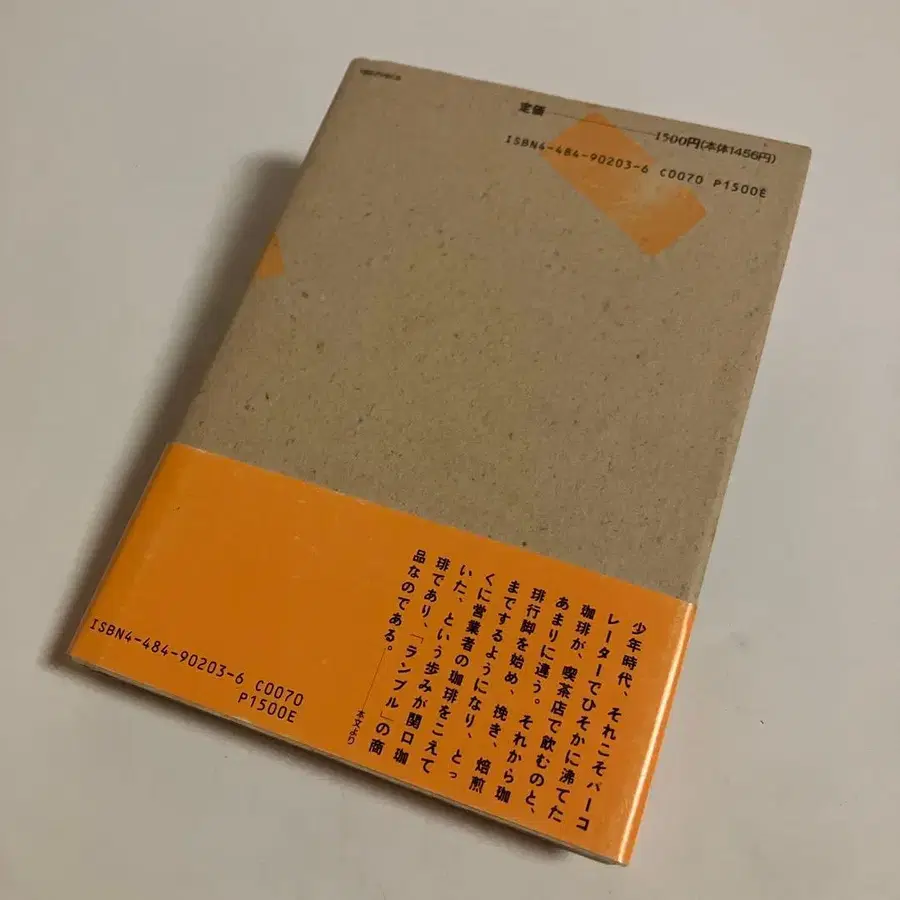 定価————1500円(本体1456円)
ISBN4-484-90203-6 C0070 P1500E
少年時代、それこそパーコ
レーターでひそかに沸てた
珈琲が、喫茶店で飲むのと、
あまりに違う。それから珈
琲行脚を始め、挽き、焙煎
までするようになり、とっ
くに営業者の珈琲をこえて
いた、という歩みが関口珈
琲であり、「ランブル」の商
品なのである。————本文より
ISBN4-484-90203-6 C0070
P1500E